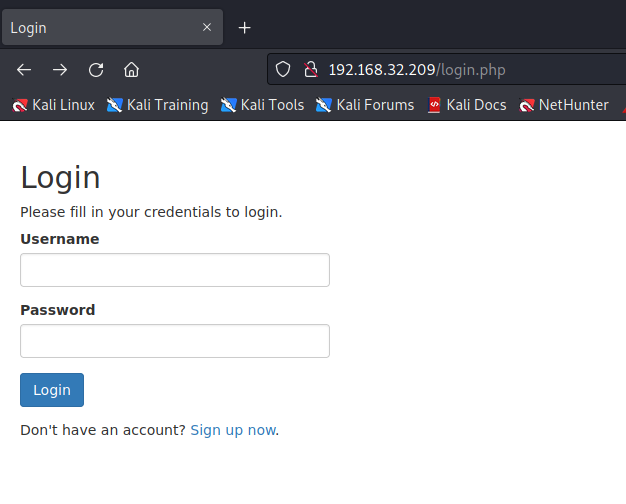 Login
192.168.32.209/login.php
Kali Linux Kali Training Kali Tools Kali Forums Kali Docs NetHunter
Login
Please fill in your credentials to login.
Username
Password
Login
Don't have an account? Sign up now.